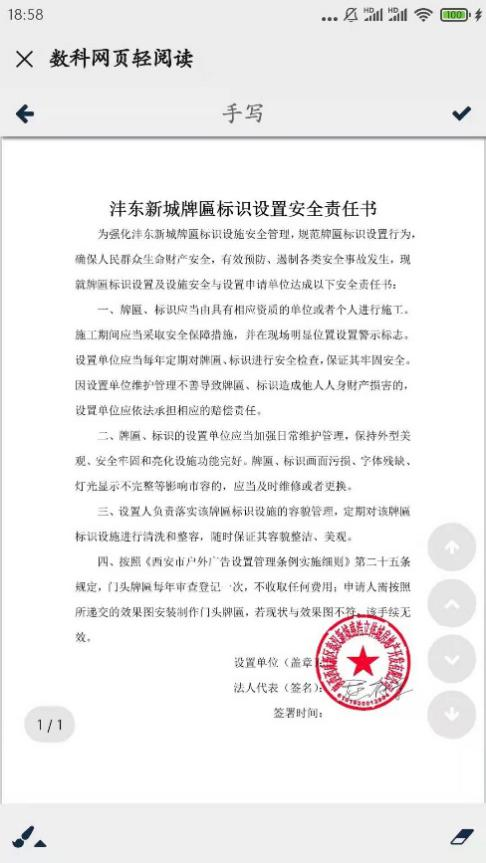 18:58
HD
HD
100
数科网页轻阅读
手写
沣东新城牌匾标识设置安全责任书
为强化沣东新城牌匾标识设施安全管理,规范牌匾标识设置行为,
确保人民群众生命财产安全,有效预防、遏制各类安全事故发生,现
就牌匾标识设置及设施安全与设置申请单位达成以下安全责任书:
一、牌匾、标识应当由具有相应资质的单位或者个人进行施工。
施工期间应当采取安全保障措施,并在现场明显位置设置警示标志。
设置单位应当每年定期对牌匾、标识进行安全检查,保证其牢固安全。
因设置单位维护管理不善导致牌匾、标识造成他人人身财产损害的,
设置单位应依法承担相应的赔偿责任。
二、牌匾、标识的设置单位应当加强日常维护管理,保持外型美
观、安全牢固和亮化设施功能完好。牌匾、标识画面污损、字体残缺、
灯光显示不完整等影响市容的,应当及时维修或者更换。
三、设置人负责落实该牌匾标识设施的容貌管理,定期对该牌匾
标识设施进行清洗和整容,随时保证其容貌整洁、美观。
四、按照《西安市户外广告设置管理条例实施细则》第二十五条
规定,门头牌匾每年审查登记一次,不收取任何费用;申请人需按照
所递交的效果图安装制作门头牌匾,若现状与效果图不符,该手续无
效。
设置单位(盖章):
法人代表(签名):
签署时间:
1 / 1